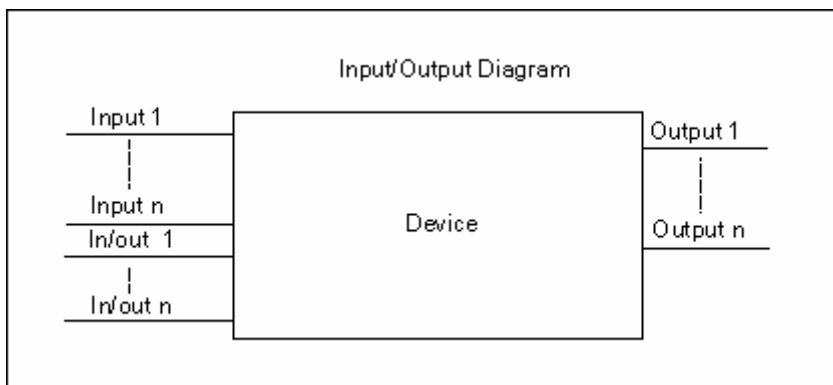 Input/Output Diagram
Input 1
Output 1
Input n
Device
Output n
In/out 1
In/out n